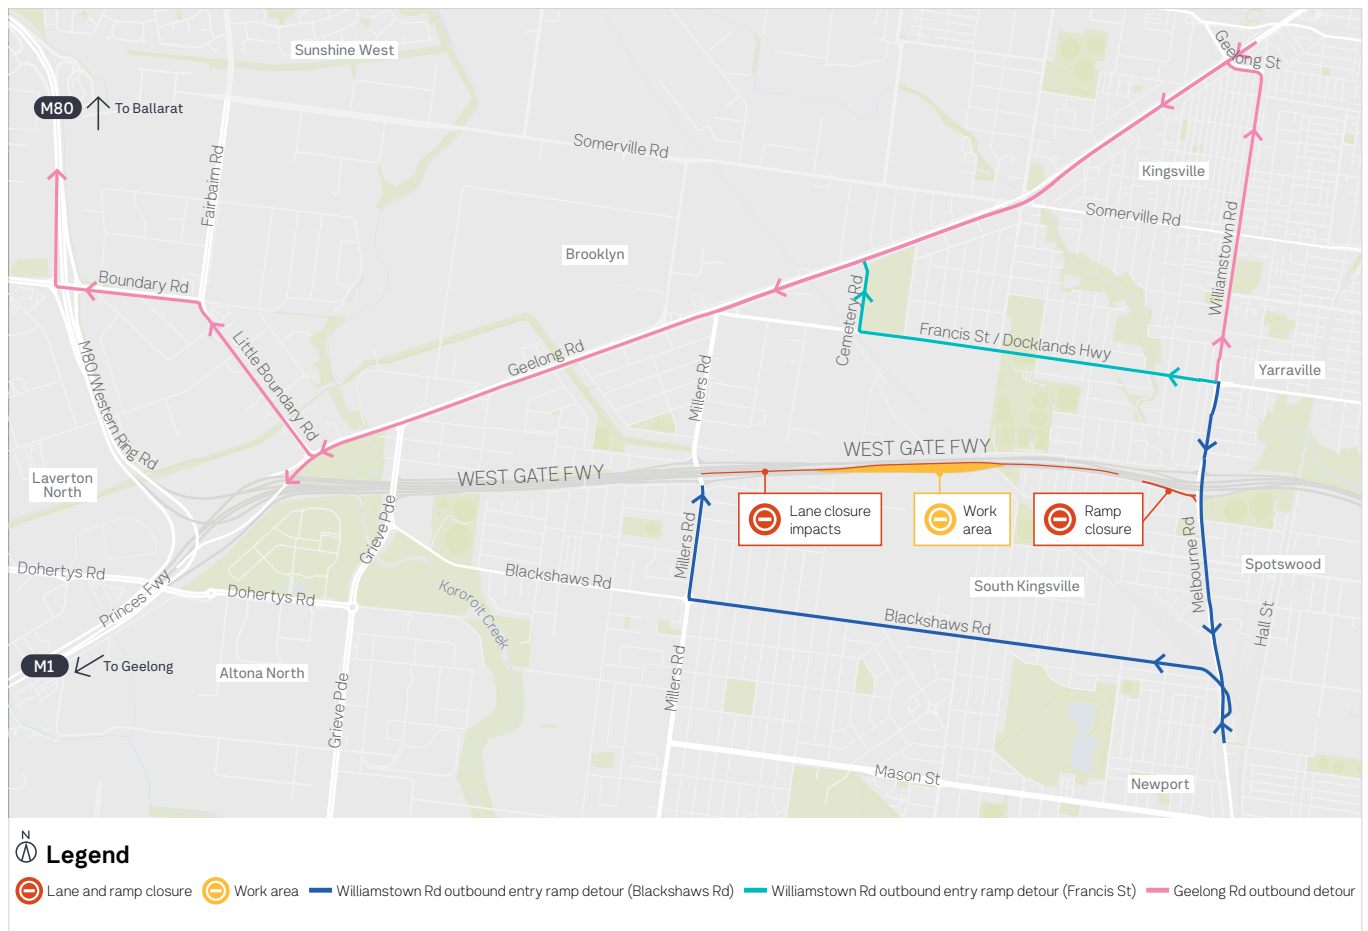 Sunshine West
Geelong St
M80
To Ballarat
Somerville Rd
Fairbairn Rd
Kingsville
Somerville Rd
Williamstown Rd
Brooklyn
Boundary Rd
Cemetery Rd
Francis St / Docklands Hwy
Little Boundary Rd
Geelong Rd
Millers Rd
Yarraville
M80/Western Ring Rd
WEST GATE FWY
WEST GATE FWY
Laverton
North
Lane closure
impacts
Work
area
Ramp
closure
Grieve Pde
Millers Rd
Melbourne Rd
Spotswood
Dohertys Rd
Princes Fwy
Dohertys Rd
Blackshaws Rd
Kororoit Creek
South Kingsville
Blackshaws Rd
Hall St
M1
To Geelong
Altona North
Grieve Pde
Millers Rd
Mason St
Newport
N
Legend
Lane and ramp closure
Work area
Williamstown Rd outbound entry ramp detour (Blackshaws Rd)
Williamstown Rd outbound entry ramp detour (Francis St)
Geelong Rd outbound detour